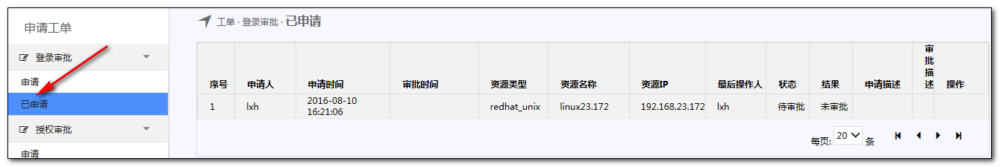 申请工单
登录审批
申请
已申请
授权审批
申请
工单 · 登录审批 · 已申请
序号 申请人 申请时间 审批时间 资源类型 资源名称 资源IP 最后操作人 状态 结果 申请描述 审批描述 操作
1 lxh 2016-08-10 16:21:06 redhat_unix linux23.172 192.168.23.172 lxh 待审批 未审批
每页: 20 条